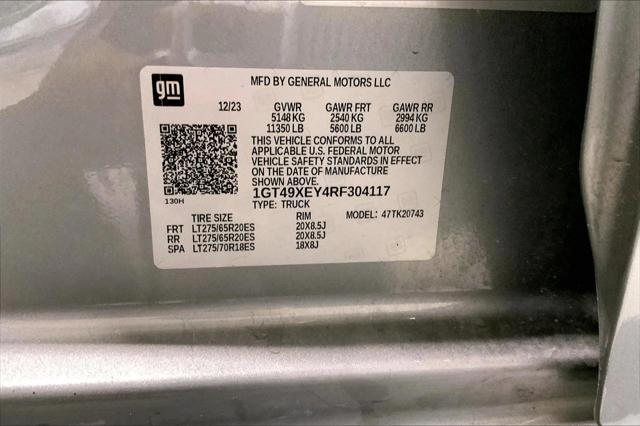 gm
MFD BY GENERAL MOTORS LLC
12/23 GVWR GAWR FRT GAWR RR
5148 KG 2540 KG 2994 KG
11350 LB 5600 LB 6600 LB
THIS VEHICLE CONFORMS TO ALL
APPLICABLE U.S. FEDERAL MOTOR
VEHICLE SAFETY STANDARDS IN EFFECT
ON THE DATE OF MANUFACTURE
SHOWN ABOVE.
1GT49XEY4RF304117
130H
TYPE: TRUCK
TIRE SIZE RIM MODEL: 47TK20743
FRT LT275/65R20ES 20X8.5J
RR LT275/65R20ES 20X8.5J
SPA LT275/70R18ES 18X8J